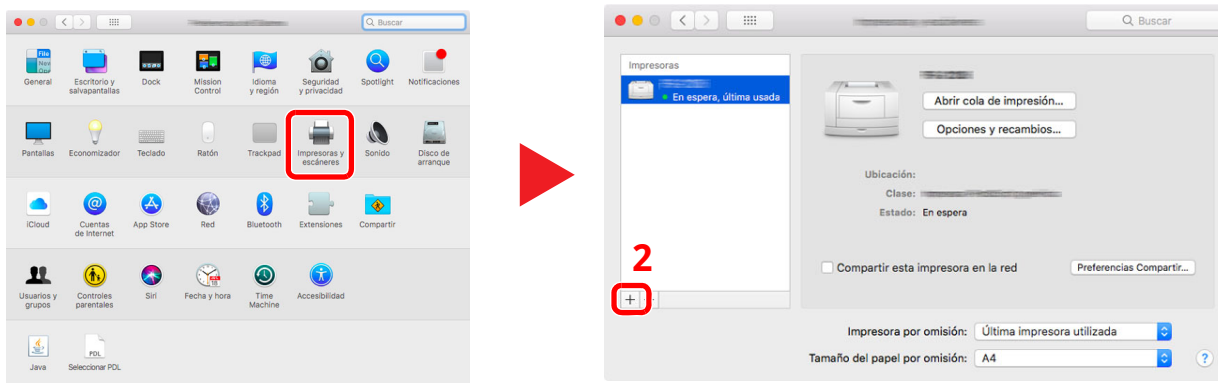 Buscar
File
New
General
Escritorio y
salvapantallas
Dock
Mission
Control
Idioma
y región
Seguridad
y privacidad
Spotlight
Notificaciones
Pantallas
Economizador
Teclado
Ratón
Trackpad
Impresoras y
escáneres
Sonido
Disco de
arranque
iCloud
Cuentas
de Internet
App Store
Red
Bluetooth
Extensiones
Compartir
Usuarios y
grupos
Controles
parentales
Siri
18
Fecha y hora
Time
Machine
Accesibilidad
Java
PDL
Seleccionar PDL
Buscar
Impresoras
En espera, última usada
Abrir cola de impresión...
Opciones y recambios...
Ubicación:
Clase:
Estado: En espera
2
+
Compartir esta impresora en la red
Preferencias Compartir...
Impresora por omisión: Última impresora utilizada
Tamaño del papel por omisión: A4
?